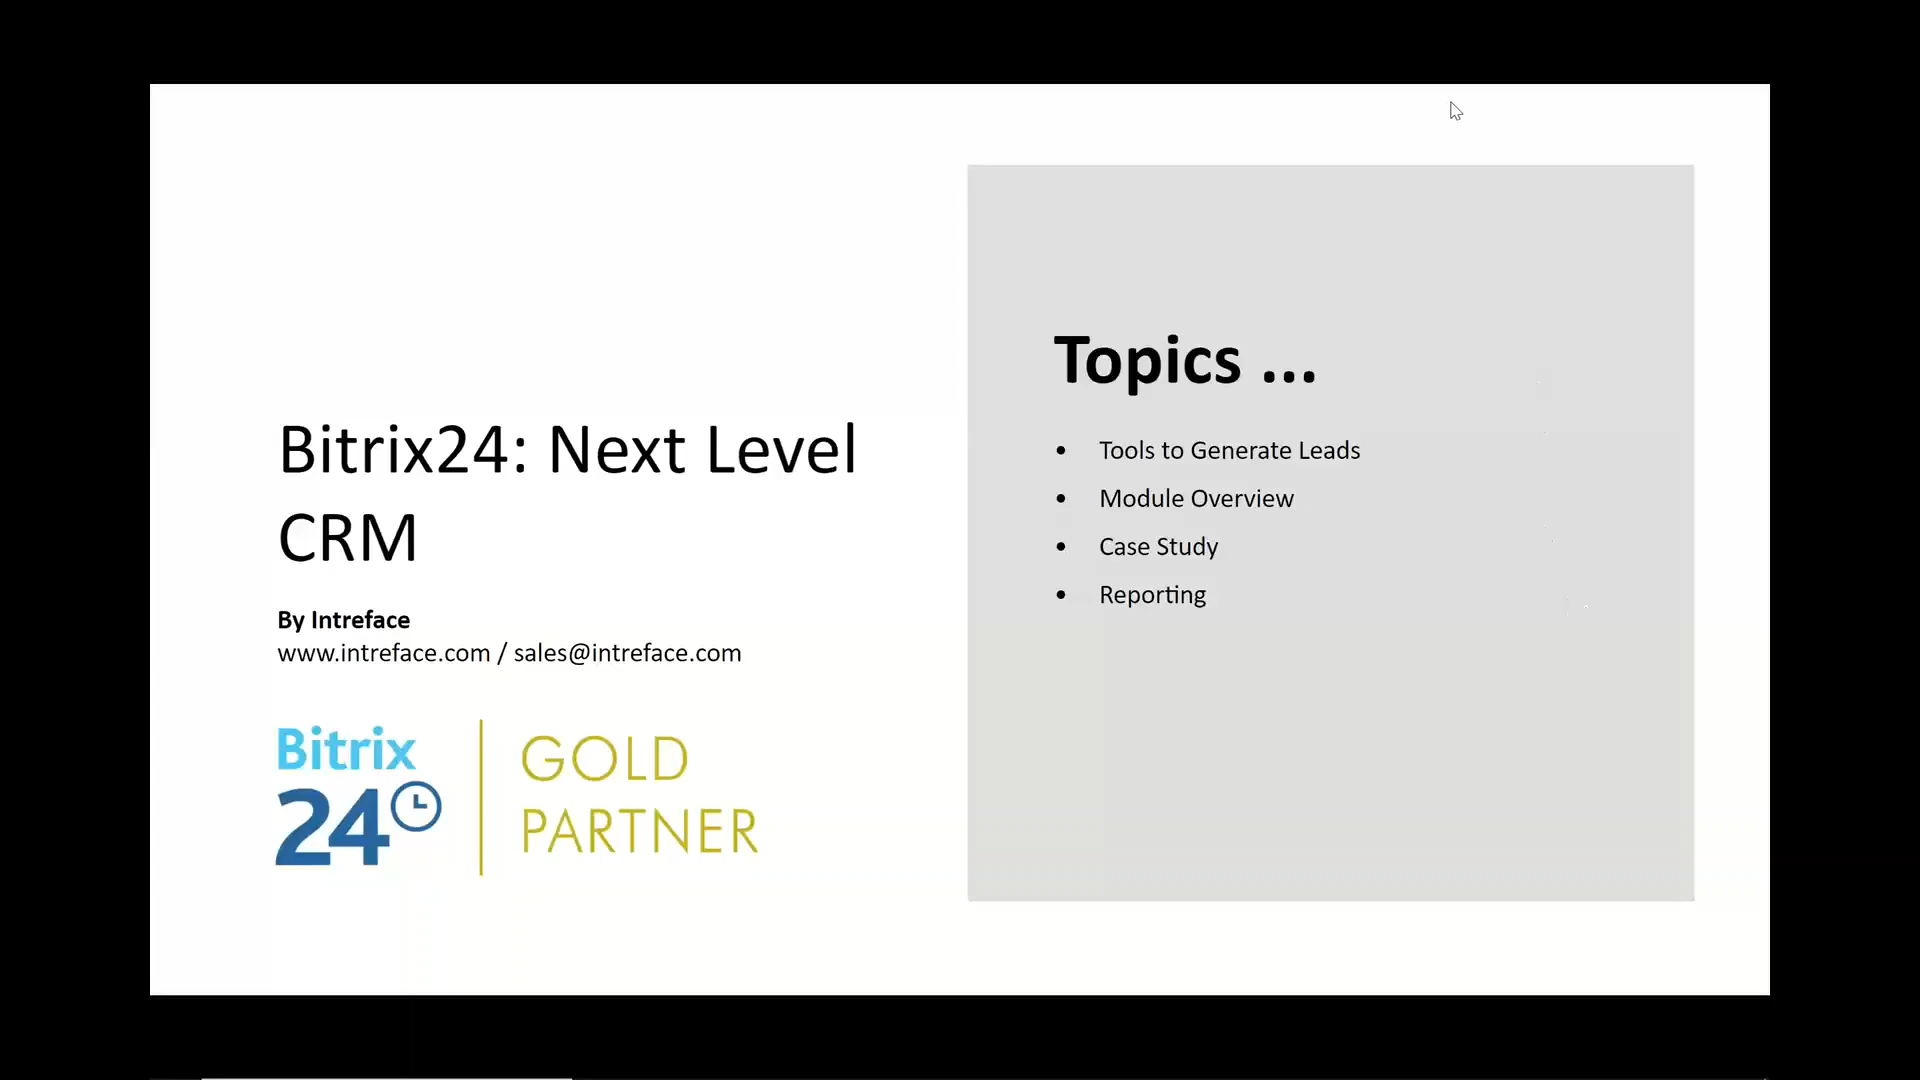 Bitrix24: Next Level
CRM
By Intreface
www.intreface.com / sales@intreface.com
Bitrix
24
GOLD
PARTNER
Topics ...
• Tools to Generate Leads
• Module Overview
• Case Study
• Reporting